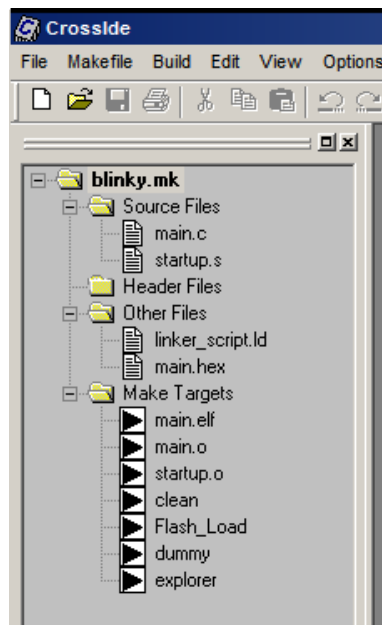 CrossIde
File Makefile Build Edit View Options
blinky.mk
Source Files
main.c
startup.s
Header Files
Other Files
linker_script.ld
main.hex
Make Targets
main.elf
main.o
startup.o
clean
Flash_Load
dummy
explorer